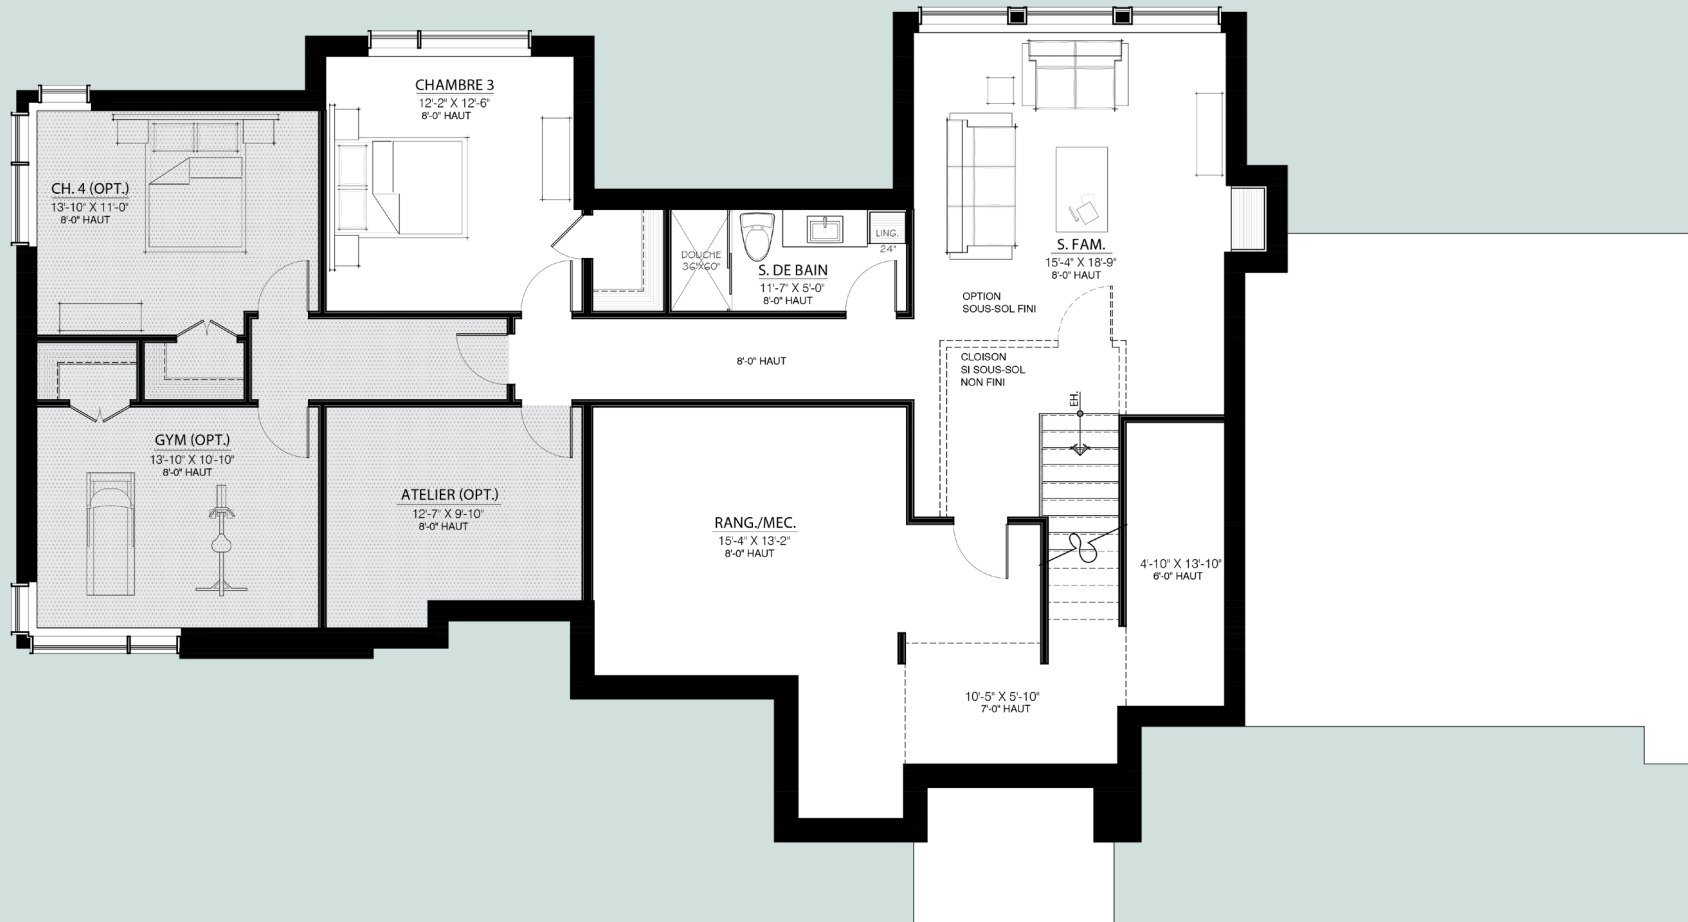 CHAMBRE 3
12'-2" X 12'-6"
8'-0" HAUT
CH. 4 (OPT.)
13'-10" X 11'-0"
8'-0" HAUT
DOUCHE
36"X60"
S. DE BAIN
11'-7" X 5'-0"
8'-0" HAUT
LING.
24"
S. FAM.
15'-4" X 18'-9"
8'-0" HAUT
OPTION
SOUS-SOL FINI
CLOISON
SI SOUS-SOL
NON FINI
8'-0" HAUT
EH.
GYM (OPT.)
13'-10" X 10'-10"
8'-0" HAUT
ATELIER (OPT.)
12'-7" X 9'-10"
8'-0" HAUT
RANG./MEC.
15'-4" X 13'-2"
8'-0" HAUT
4'-10" X 13'-10"
6'-0" HAUT
10'-5" X 5'-10"
7'-0" HAUT